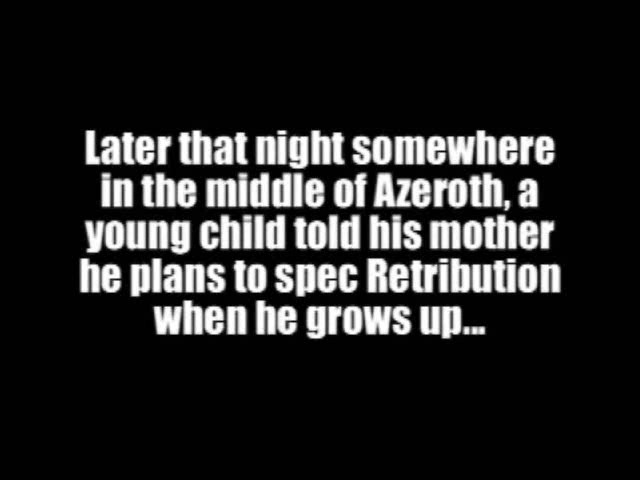 Later that night somewhere
in the middle of Azeroth, a
young child told his mother
he plans to spec Retribution
when he grows up...